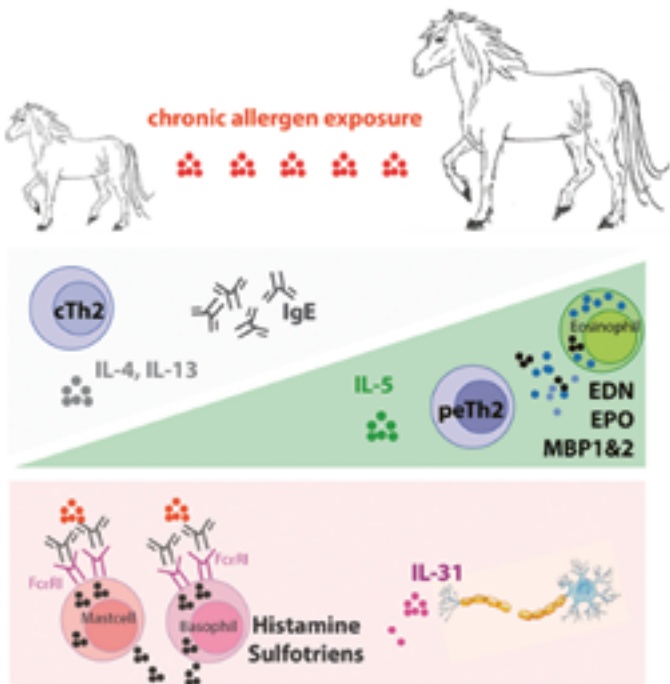 chronic allergen exposure
cTh2
IgE
IL-4, IL-13
Eosinophil
IL-5
peTh2
EDN
EPO
MBP1&2
FcεRI
FcεRI
IL-31
Mastcell
Basophil
Histamine
Sulfotriens